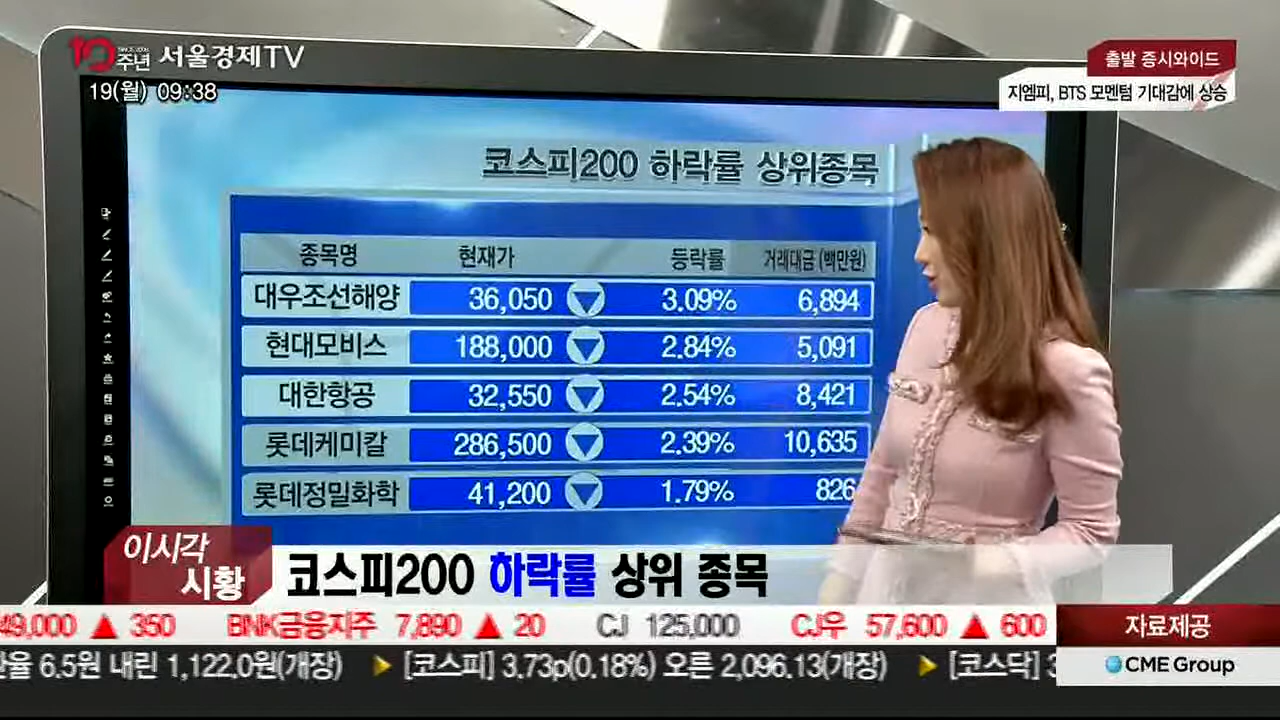 10주년 서울경제TV
SINCE 2008
19(월) 09:38
출발 증시와이드
지엠피, BTS 모멘텀 기대감에 상승
코스피200 하락률 상위종목
종목명 현재가 등락률 거래대금 (백만원)
대우조선해양 36,050 ▼ 3.09% 6,894
현대모비스 188,000 ▼ 2.84% 5,091
대한항공 32,550 ▼ 2.54% 8,421
롯데케미칼 286,500 ▼ 2.39% 10,635
롯데정밀화학 41,200 ▼ 1.79% 826
이시각
시황
코스피200 하락률 상위 종목
49,000 ▲ 350 BNK금융지주 7,890 ▲ 20 CJ 125,000 CJ우 57,600 ▲ 600
6.5원 내린 1,122.0원(개장) ▶ [코스피] 3.73p(0.18%) 오른 2,096.13(개장) ▶ [코스닥]
자료제공
CME Group